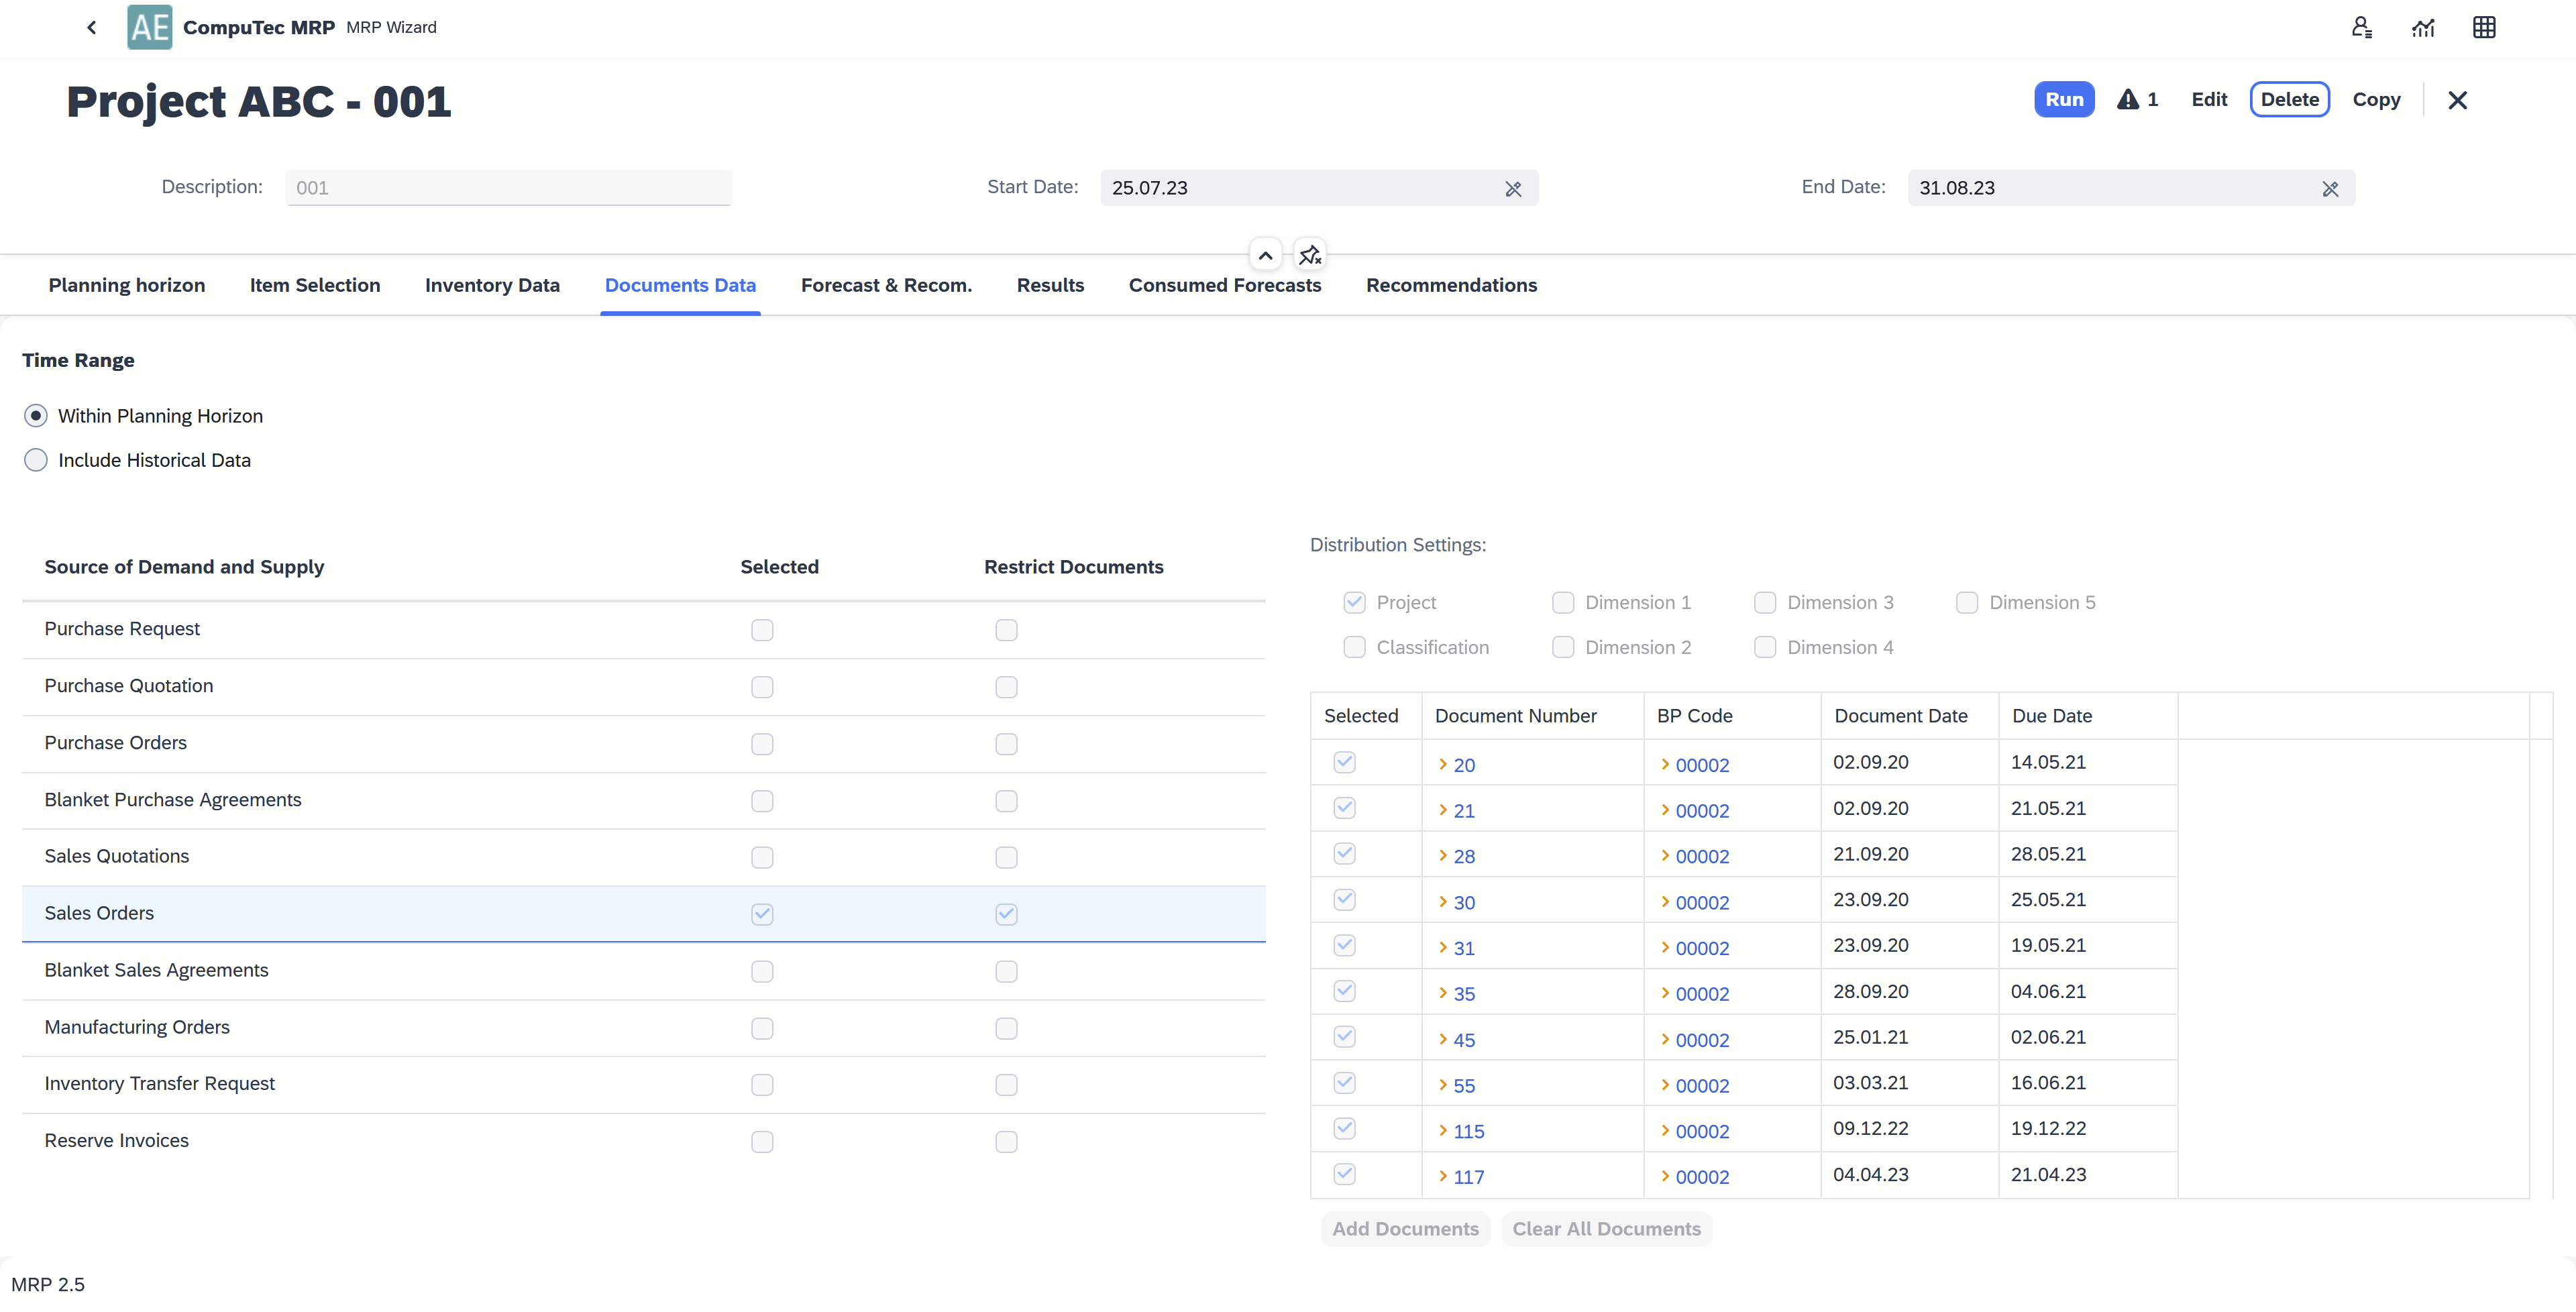 AE CompuTec MRP MRP Wizard
Project ABC - 001
Run 1 Edit Delete Copy
Description: 001 Start Date: 25.07.23 End Date: 31.08.23
Planning horizon Item Selection Inventory Data Documents Data Forecast & Recom. Results Consumed Forecasts Recommendations
Time Range
Within Planning Horizon
Include Historical Data
Source of Demand and Supply Selected Restrict Documents
Purchase Request
Purchase Quotation
Purchase Orders
Blanket Purchase Agreements
Sales Quotations
Sales Orders
Blanket Sales Agreements
Manufacturing Orders
Inventory Transfer Request
Reserve Invoices
Distribution Settings:
Project Dimension 1 Dimension 3 Dimension 5
Classification Dimension 2 Dimension 4
Selected Document Number BP Code Document Date Due Date
20 00002 02.09.20 14.05.21
21 00002 02.09.20 21.05.21
28 00002 21.09.20 28.05.21
30 00002 23.09.20 25.05.21
31 00002 23.09.20 19.05.21
35 00002 28.09.20 04.06.21
45 00002 25.01.21 02.06.21
55 00002 03.03.21 16.06.21
115 00002 09.12.22 19.12.22
117 00002 04.04.23 21.04.23
Add Documents Clear All Documents
MRP 2.5